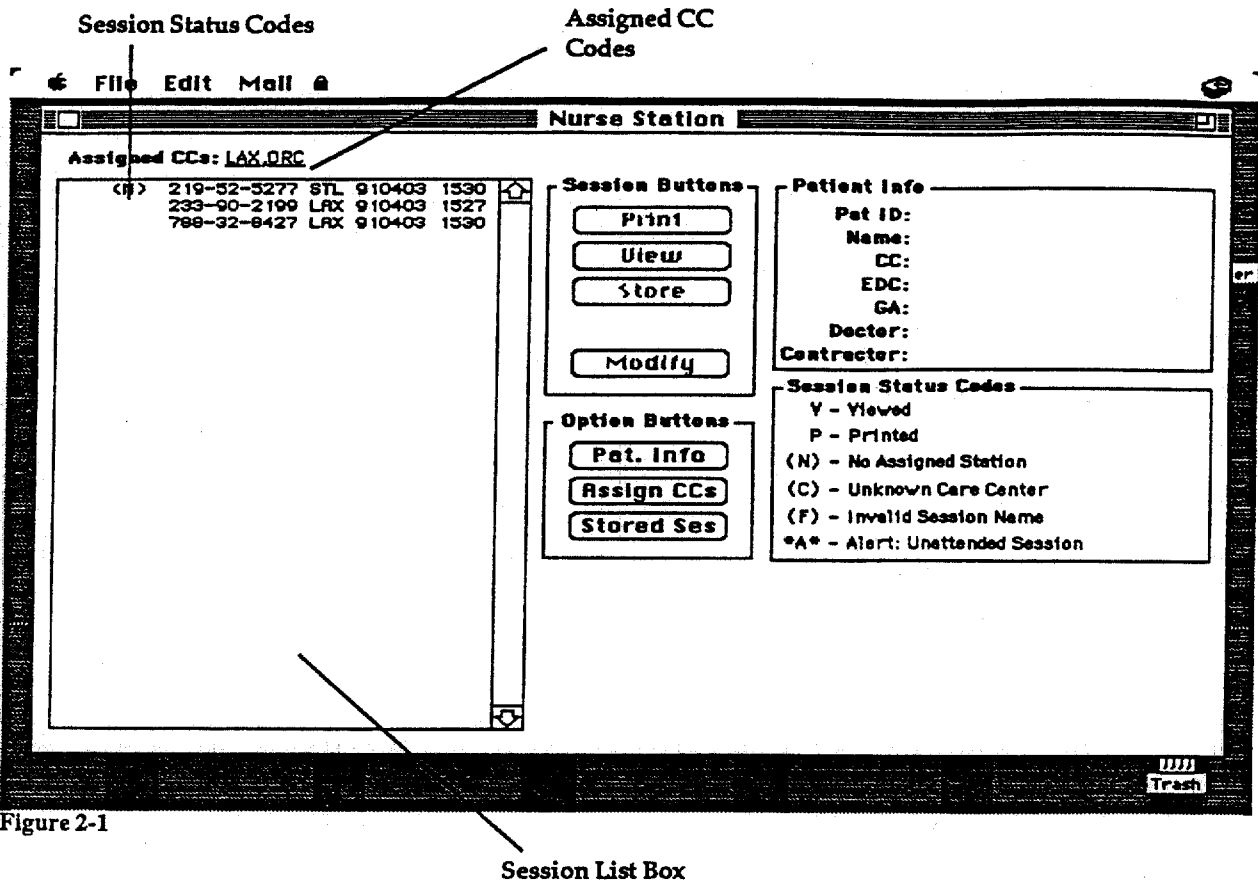 Session Status Codes
Assigned CC
Codes
File Edit Mail
Nurse Station
Assigned CCs: LAX,ORC
(N) 219-52-5277 STL 910403 1530
233-90-2199 LAX 910403 1527
788-32-8427 LAX 910403 1530
Session Buttons
Print
View
Store
Modify
Option Buttons
Pat. Info
Assign CCs
Stored Ses
Patient Info
Pat ID:
Name:
CC:
EDC:
GA:
Doctor:
Contractor:
Session Status Codes
V - Viewed
P - Printed
(N) - No Assigned Station
(C) - Unknown Care Center
(F) - Invalid Session Name
*A* - Alert: Unattended Session
er
Trash
Figure 2-1
Session List Box